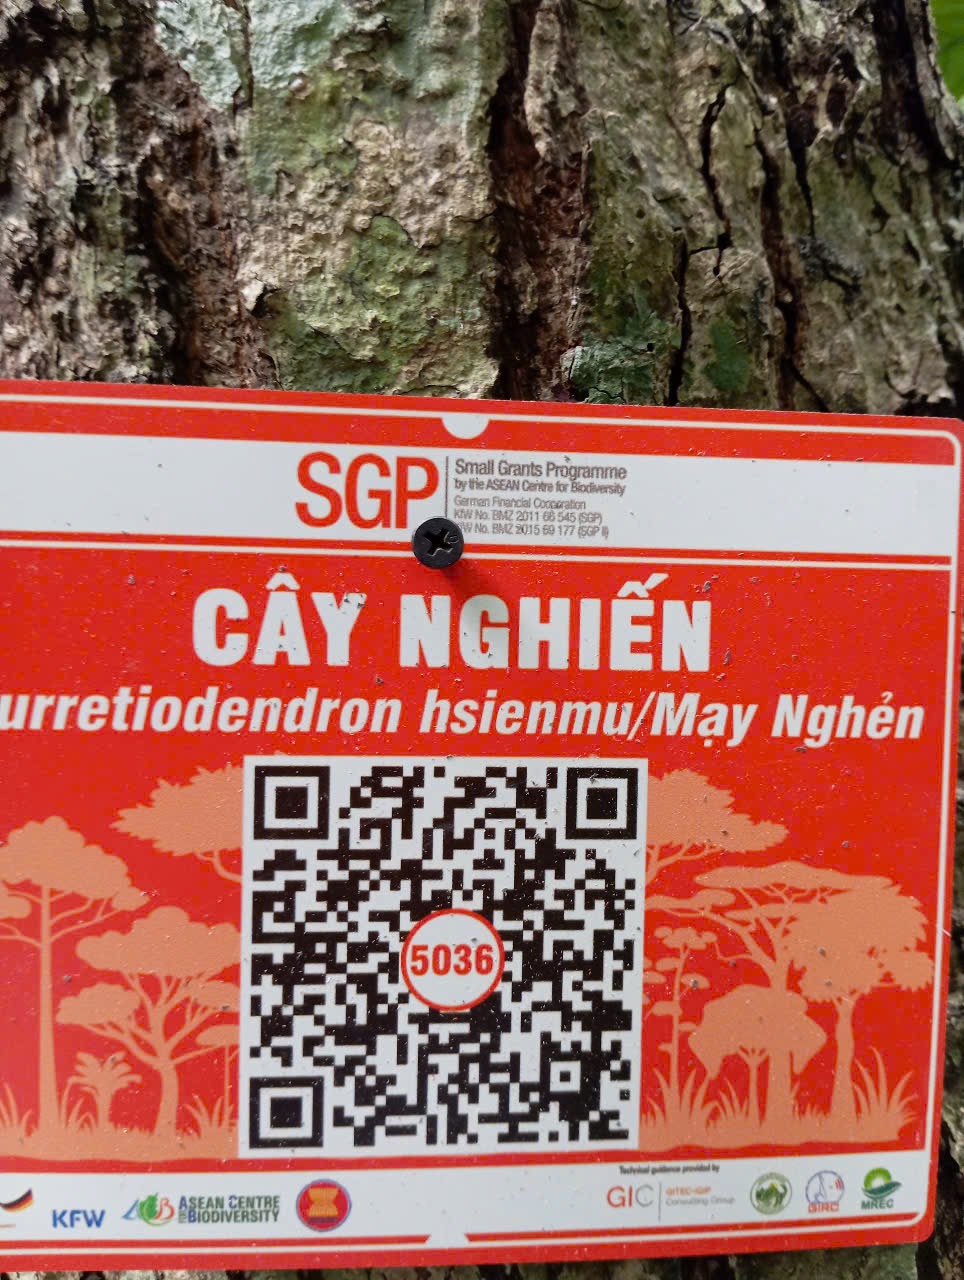 SGP
Small Grants Programme
by the ASEAN Centre for Biodiversity
German Financial Cooperation
KfW No. BMZ 2011 66 545 (SGP)
No. BMZ 2015 69 177 (SGP II)
CÂY NGHIẾN
urretiodendron hsienmu/Mạy Nghẻn
5036
Technical guidance provided by
KFW
ACB
ASEAN CENTRE
FOR BIODIVERSITY
GIC
GITEC-IGIP
Consulting Group
GIRC
MREC